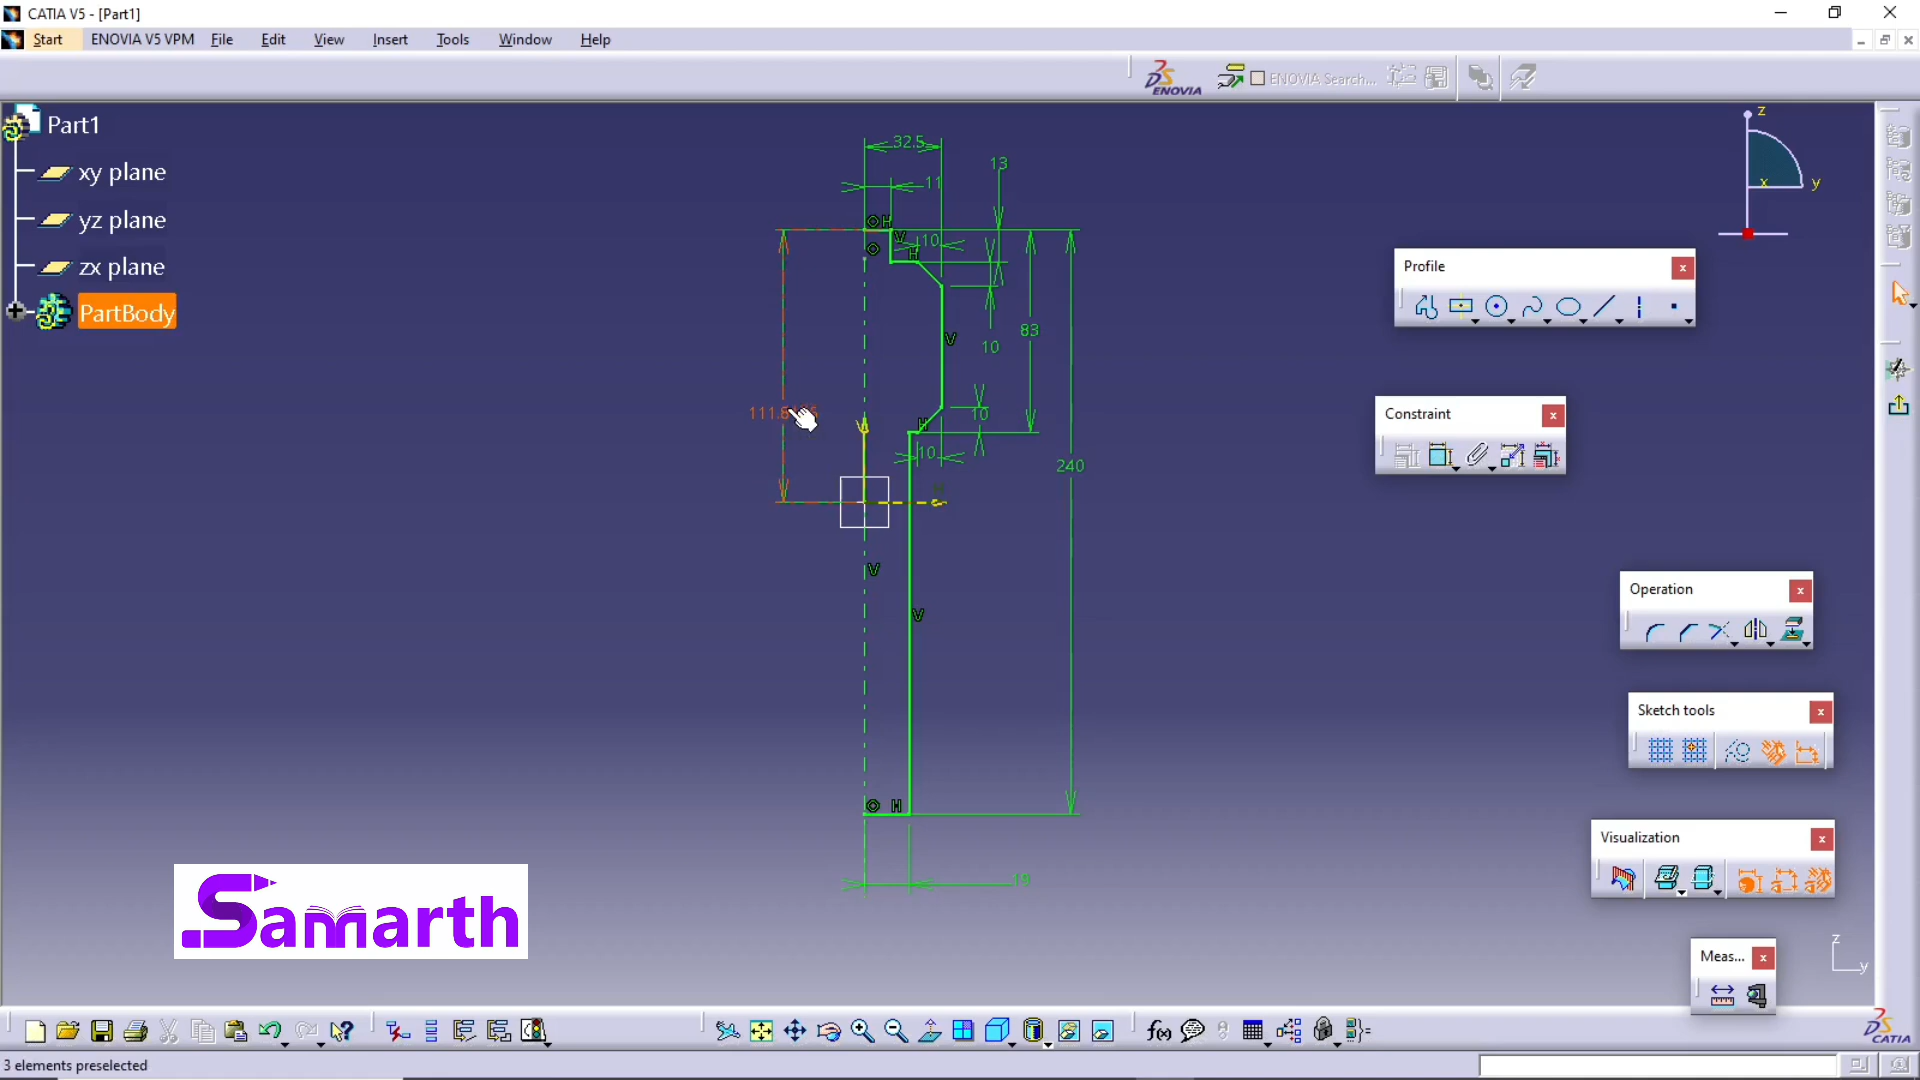 CATIA V5 - [Part1]
Start ENOVIA V5 VPM File Edit View Insert Tools Window Help
ENOVIA
ENOVIA Search...
Part1
xy plane
yz plane
zx plane
PartBody
z
x
y
32.5
11
13
10
83
10
10
10
240
H
V
H
V
H
V
V
H
19
Profile
Constraint
Operation
Sketch tools
Visualization
Meas...
z
y
Samarth
f(x)
CATIA
3 elements preselected